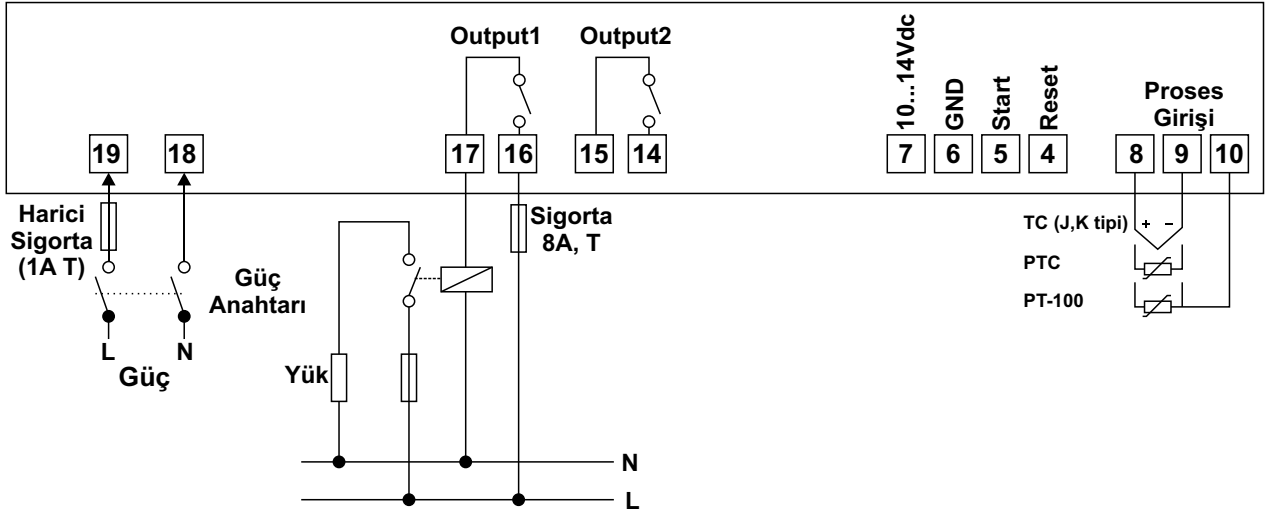 Output1
Output2
10...14Vdc
GND
Start
Reset
Proses
Girişi
19
18
17
16
15
14
7
6
5
4
8
9
10
Harici
Sigorta
(1A T)
Güç
Anahtarı
L
N
Güç
Sigorta
8A, T
Yük
N
L
TC (J,K tipi)
+
-
PTC
PT-100